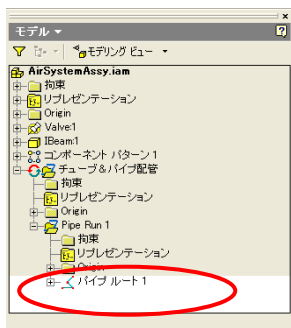 モデル
モデリング ビュー
AirSystemAssy.iam
拘束
リプレゼンテーション
Origin
Valve:1
IBeam:1
コンポーネント パターン 1
チューブ&パイプ配管
拘束
リプレゼンテーション
Origin
Pipe Run 1
拘束
リプレゼンテーション
Origin
パイプ ルート 1